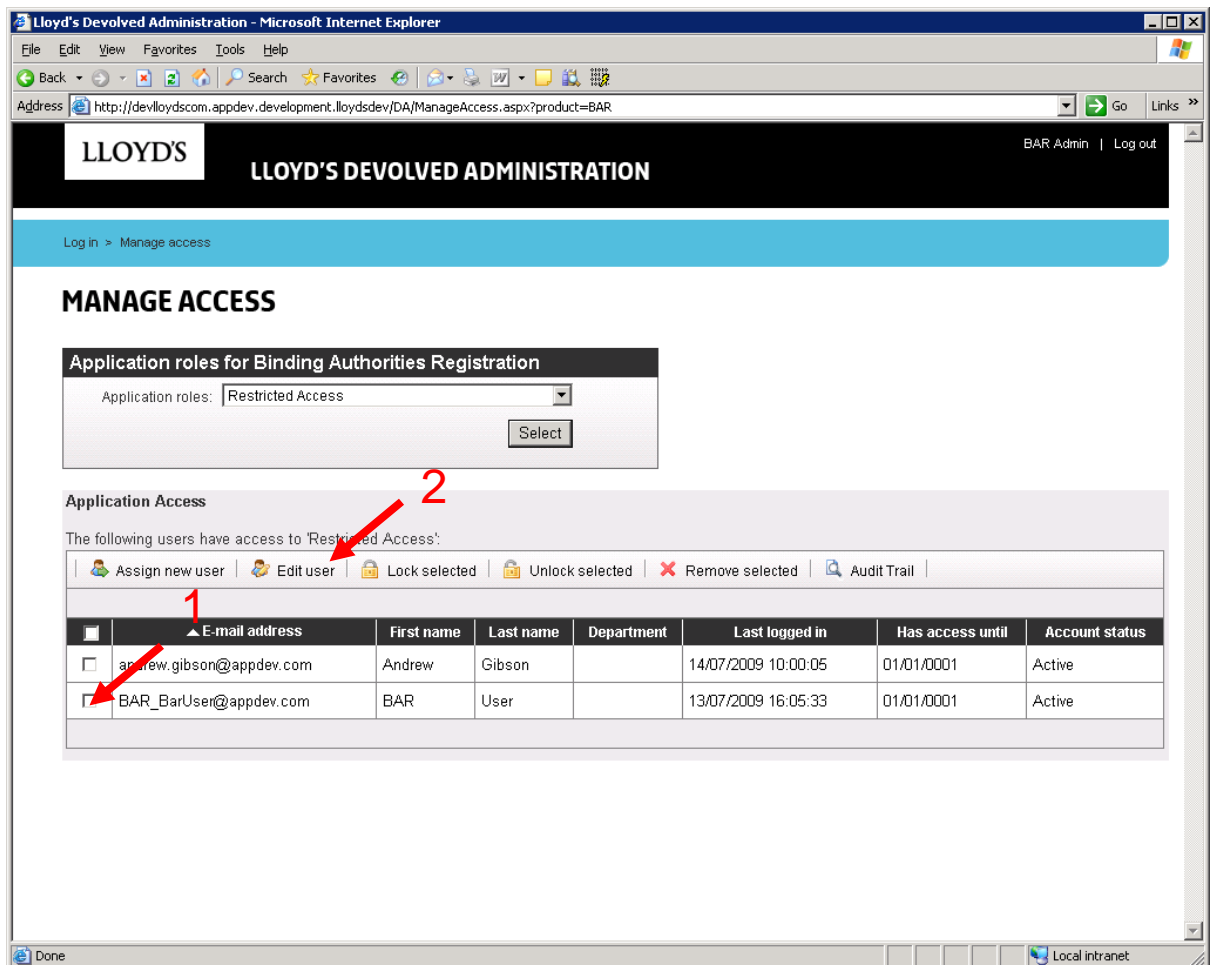 Lloyd's Devolved Administration - Microsoft Internet Explorer
File Edit View Favorites Tools Help
Back Search Favorites
Address http://devlloydscom.appdev.development.lloydsdev/DA/ManageAccess.aspx?product=BAR Go Links »
LLOYD'S
BAR Admin | Log out
LLOYD'S DEVOLVED ADMINISTRATION
Log in > Manage access
MANAGE ACCESS
Application roles for Binding Authorities Registration
Application roles: Restricted Access
Select
2
Application Access
The following users have access to 'Restricted Access':
Assign new user | Edit user | Lock selected | Unlock selected | Remove selected | Audit Trail |
1
E-mail address First name Last name Department Last logged in Has access until Account status
andrew.gibson@appdev.com Andrew Gibson 14/07/2009 10:00:05 01/01/0001 Active
BAR_BarUser@appdev.com BAR User 13/07/2009 16:05:33 01/01/0001 Active
Done Local intranet